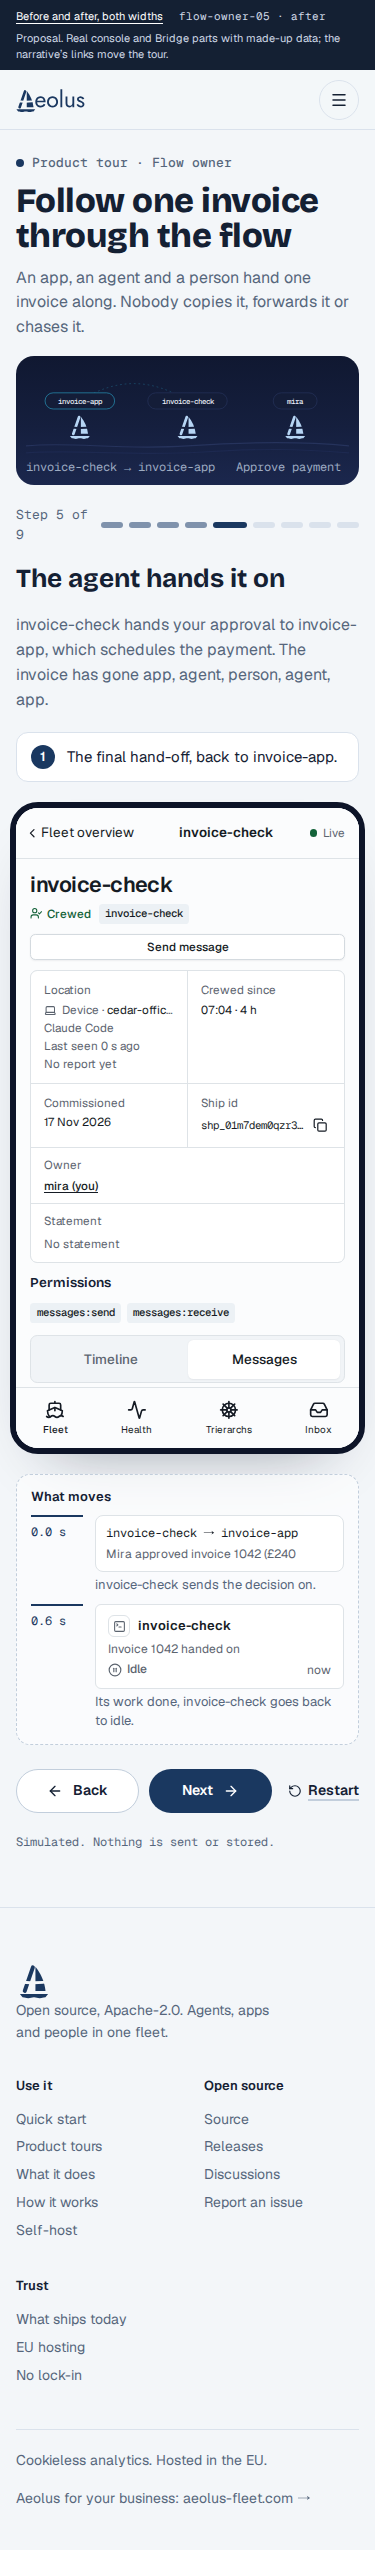 Before and after, both widths flow-owner-05 · after
Proposal. Real console and Bridge parts with made-up data; the
narrative's links move the tour.
Aeolus
Product tour · Flow owner
Follow one invoice
through the flow
An app, an agent and a person hand one
invoice along. Nobody copies it, forwards it or
chases it.
invoice-app invoice-check mira
invoice-check → invoice-app Approve payment
Step 5 of
9
The agent hands it on
invoice-check hands your approval to invoice-
app, which schedules the payment. The
invoice has gone app, agent, person, agent,
app.
1 The final hand-off, back to invoice-app.
Fleet overview invoice-check Live
invoice-check
Crewed invoice-check
Send message
Location Crewed since
Device · cedar-offic… 07:04 · 4 h
Claude Code
Last seen 0 s ago
No report yet
Commissioned Ship id
17 Nov 2026 shp_01m7dem0qzr3…
Owner
mira (you)
Statement
No statement
Permissions
messages:send messages:receive
Timeline Messages
Fleet Health Trierarchs Inbox
What moves
0.0 s invoice-check → invoice-app
Mira approved invoice 1042 (£240
invoice-check sends the decision on.
0.6 s invoice-check
Invoice 1042 handed on
Idle now
Its work done, invoice-check goes back
to idle.
← Back Next → Restart
Simulated. Nothing is sent or stored.
Open source, Apache-2.0. Agents, apps
and people in one fleet.
Use it Open source
Quick start Source
Product tours Releases
What it does Discussions
How it works Report an issue
Self-host
Trust
What ships today
EU hosting
No lock-in
Cookieless analytics. Hosted in the EU.
Aeolus for your business: aeolus-fleet.com →